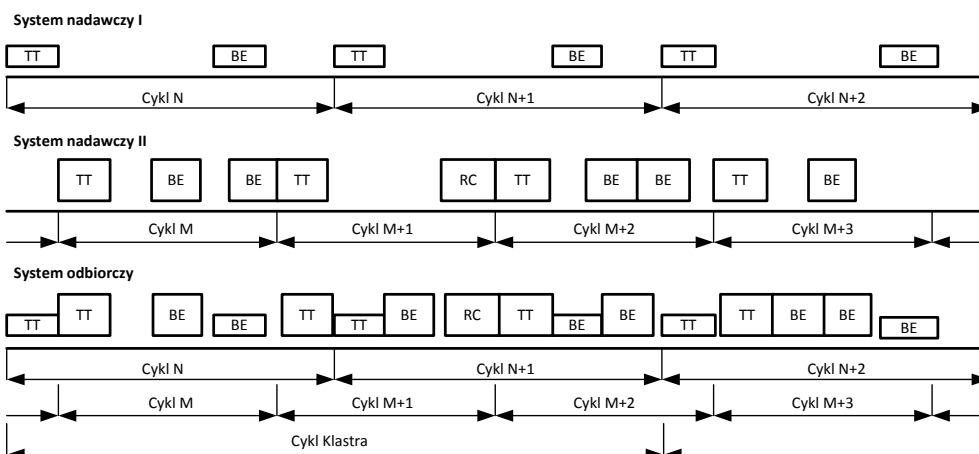 System nadawczy I
TT BE TT BE TT BE
Cykl N Cykl N+1 Cykl N+2
System nadawczy II
TT BE BE TT RC TT BE BE TT BE
Cykl M Cykl M+1 Cykl M+2 Cykl M+3
System odbiorczy
TT TT BE BE TT TT BE RC TT BE BE TT TT BE BE BE
Cykl N Cykl N+1 Cykl N+2
Cykl M Cykl M+1 Cykl M+2 Cykl M+3
Cykl Klastra